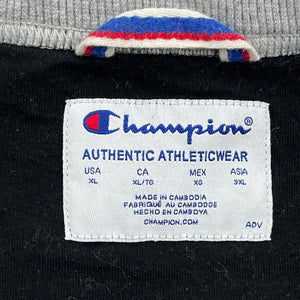 Champion
AUTHENTIC ATHLETICWEAR
USA CA MEX ASIA
XL XL/TG XG 3XL
MADE IN CAMBODIA
FABRIQUÉ AU CAMBODGE
HECHO EN CAMBOYA
CHAMPION.COM
ADV